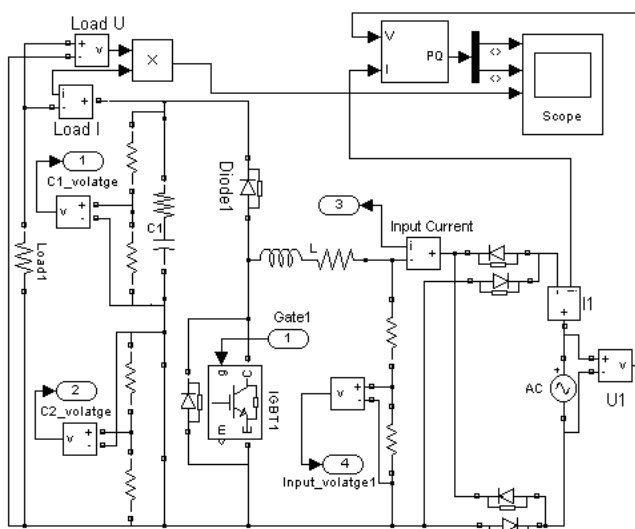 Load U
v
x
V
I
PQ
<>
<>
Scope
i
Load I
1
C1_volatge
v
C1
Diode1
3
Input Current
i
L
Load1
I1
Gate1
1
g
C
E
IGBT1
v
AC
v
U1
2
C2_volatge
v
4
Input_volatge1